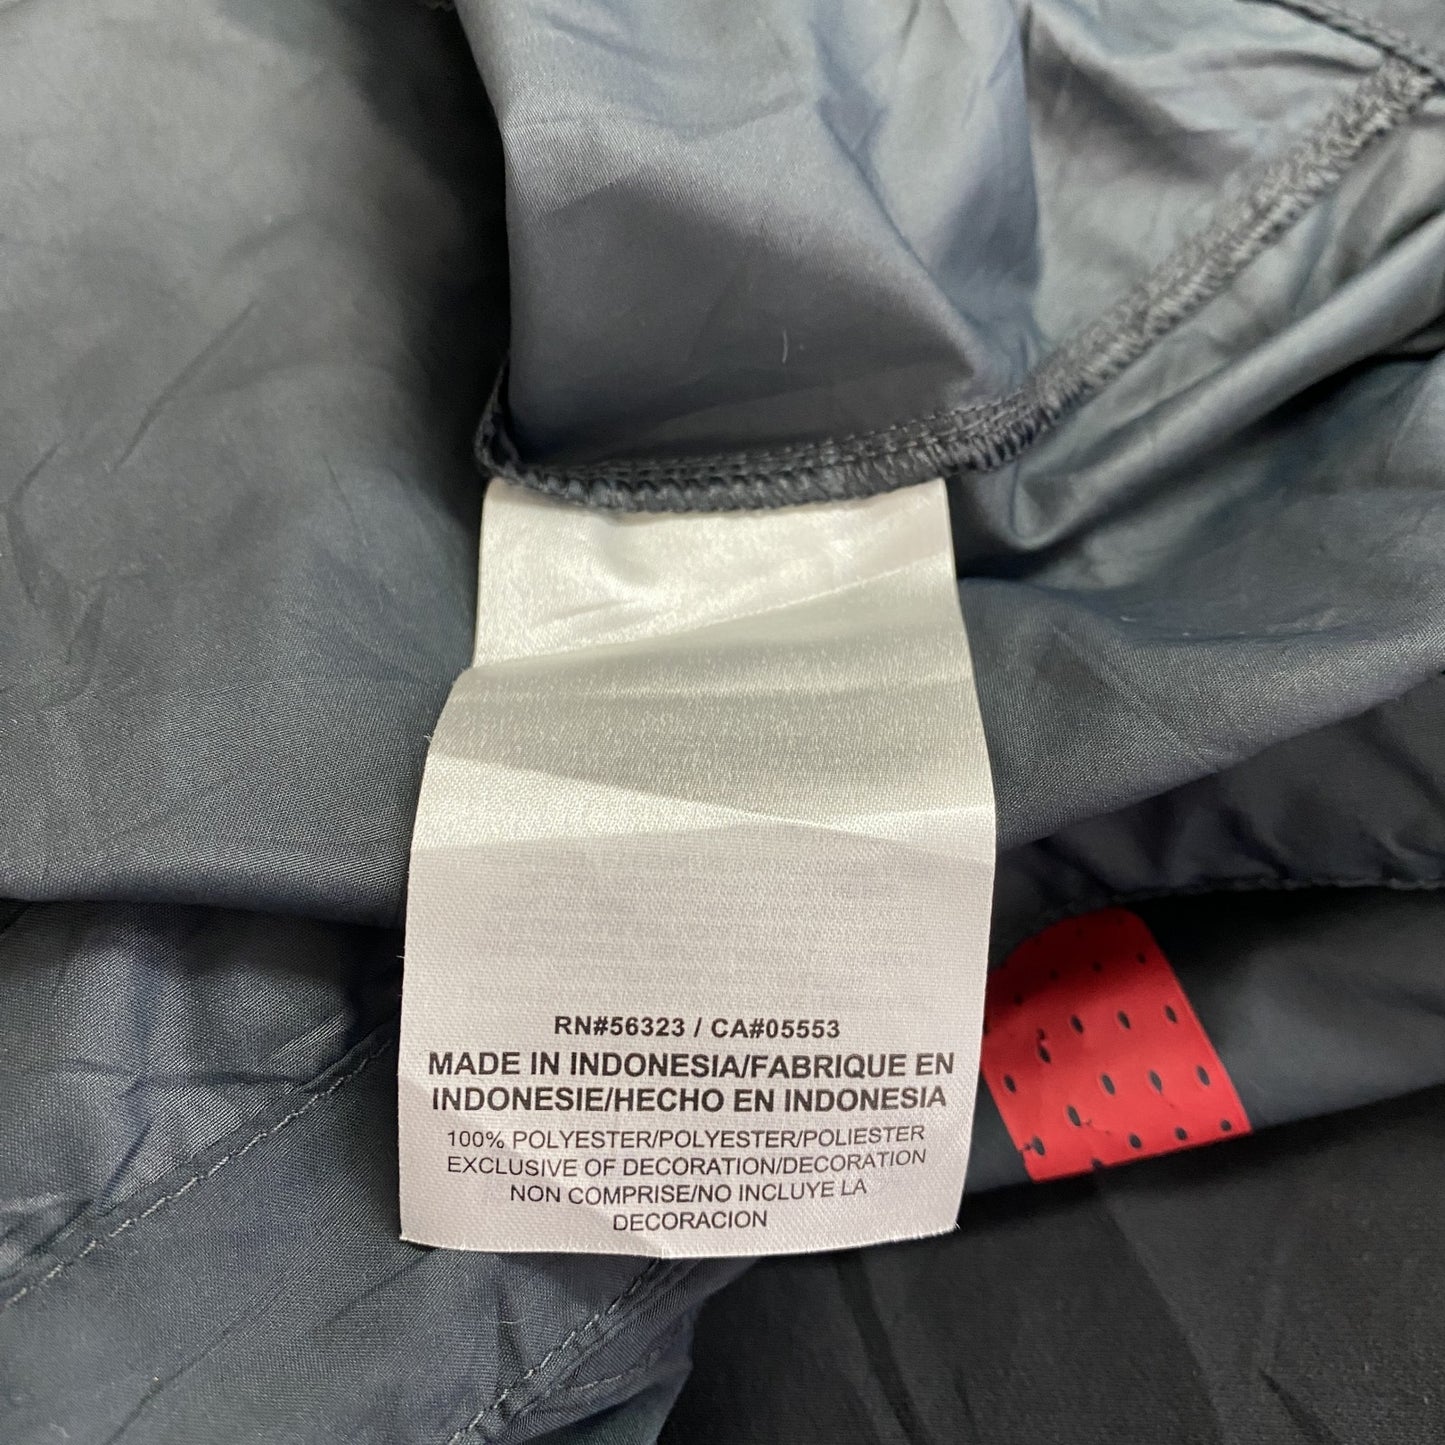 RN#56323 / CA#05553
MADE IN INDONESIA/FABRIQUE EN
INDONESIE/HECHO EN INDONESIA
100% POLYESTER/POLYESTER/POLIESTER
EXCLUSIVE OF DECORATION/DECORATION
NON COMPRISE/NO INCLUYE LA
DECORACION